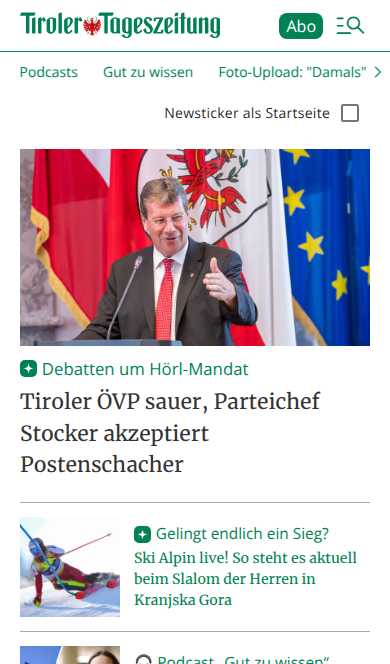 Tiroler Tageszeitung
Abo
Podcasts Gut zu wissen Foto-Upload: "Damals"
Newsticker als Startseite
Debatten um Hörl-Mandat
Tiroler ÖVP sauer, Parteichef
Stocker akzeptiert
Postenschacher
Gelingt endlich ein Sieg?
Ski Alpin live! So steht es aktuell
beim Slalom der Herren in
Kranjska Gora
Podcast „Gut zu wissen“